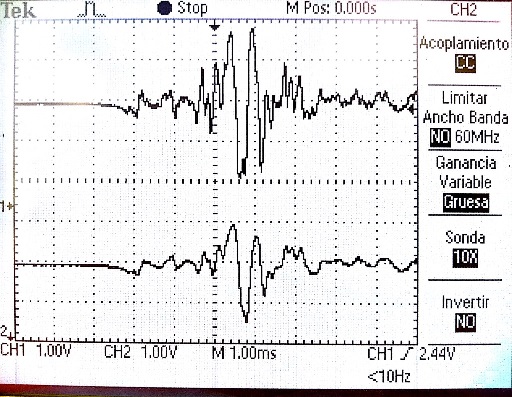 Tek
Stop
M Pos: 0.000s
CH2
Acoplamiento
CC
Limitar
Ancho Banda
NO 60MHz
Ganancia
Variable
Gruesa
Sonda
10X
Invertir
NO
1
2
CH1 1.00V
CH2 1.00V
M 1.00ms
CH1
2.44V
<10Hz